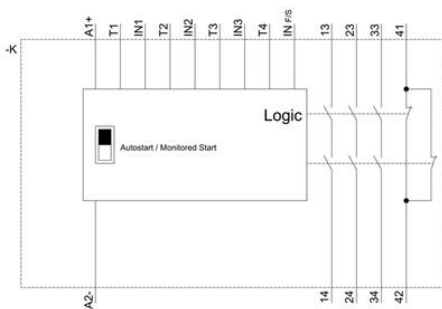 A1+ T1 IN1 T2 IN2 T3 IN3 T4 IN F/S 13 23 33 41
-K
Logic
Autostart / Monitored Start
A2- 14 24 34 42